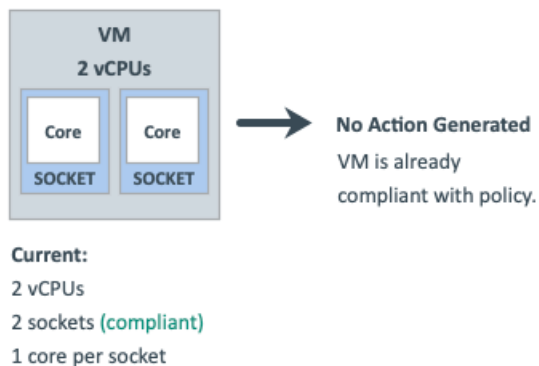 VM
2 vCPUs
Core
Core
SOCKET
SOCKET
No Action Generated
VM is already
compliant with policy.
Current:
2 vCPUs
2 sockets (compliant)
1 core per socket